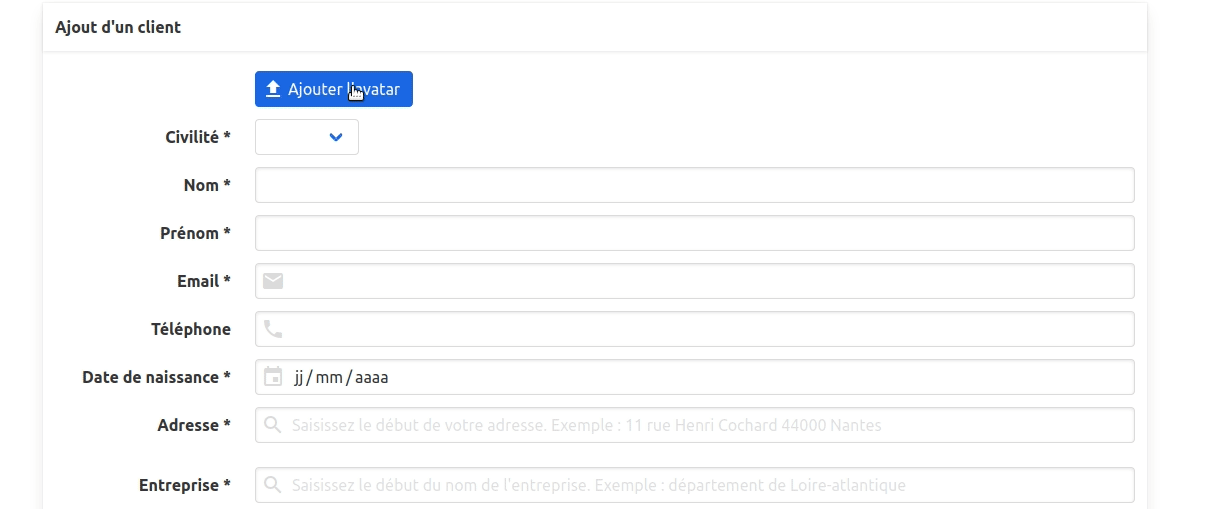 Ajout d'un client
Ajouter l'avatar
Civilité *
Nom *
Prénom *
Email *
Téléphone
Date de naissance * jj / mm / aaaa
Adresse * Saisissez le début de votre adresse. Exemple : 11 rue Henri Cochard 44000 Nantes
Entreprise * Saisissez le début du nom de l'entreprise. Exemple : département de Loire-atlantique